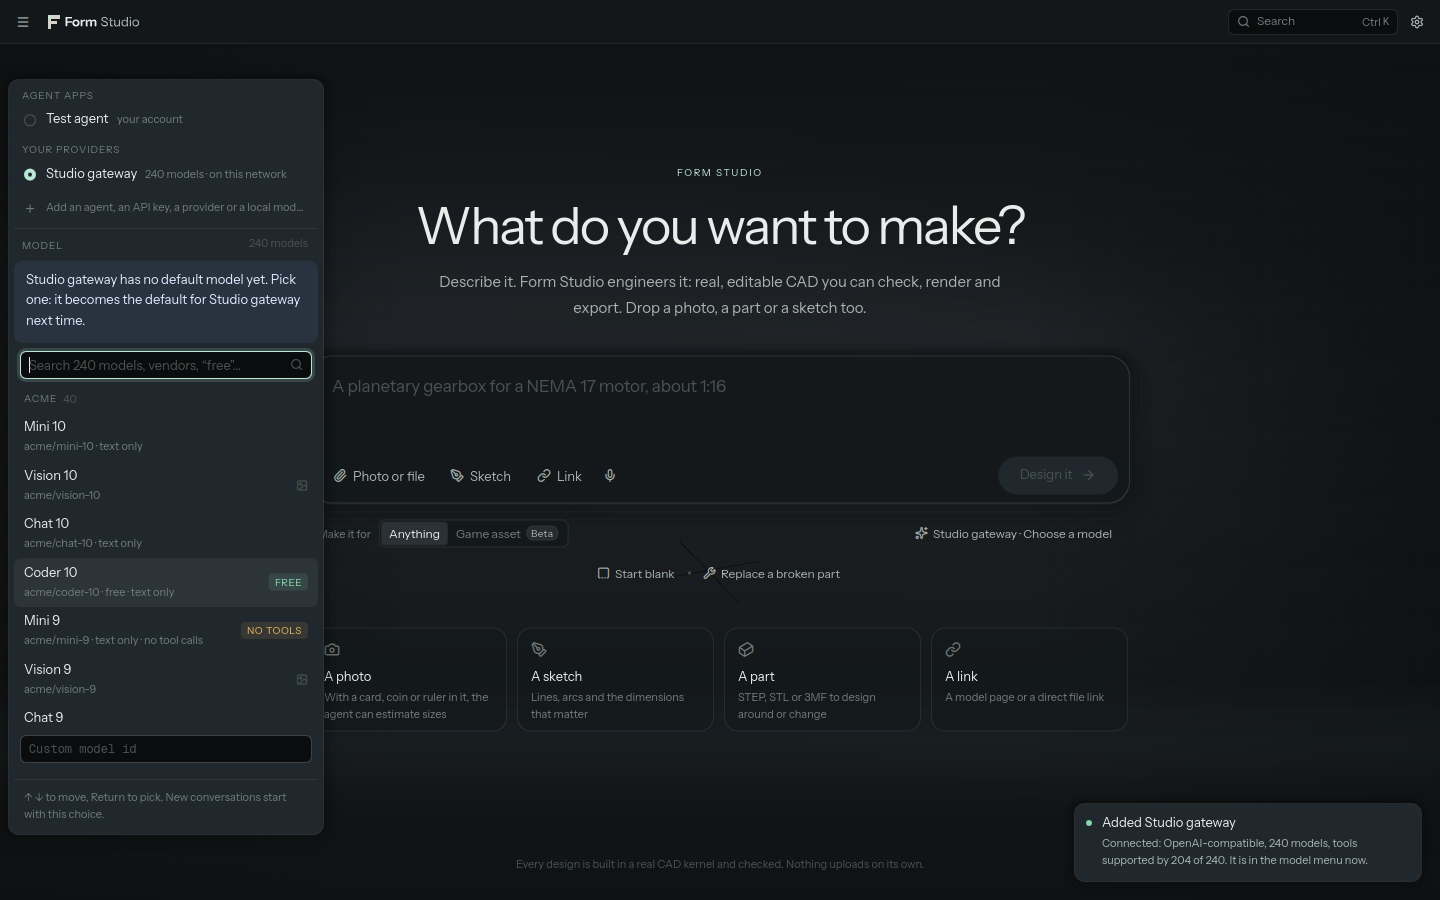 Form Studio
Search
Ctrl K
AGENT APPS
Test agent your account
YOUR PROVIDERS
Studio gateway 240 models · on this network
Add an agent, an API key, a provider or a local mod...
MODEL
240 models
Studio gateway has no default model yet. Pick
one: it becomes the default for Studio gateway
next time.
Search 240 models, vendors, “free”...
ACME 40
Mini 10
acme/mini-10 · text only
Vision 10
acme/vision-10
Chat 10
acme/chat-10 · text only
Coder 10
acme/coder-10 · free · text only
FREE
Mini 9
acme/mini-9 · text only · no tool calls
NO TOOLS
Vision 9
acme/vision-9
Chat 9
Custom model id
↑ ↓ to move, Return to pick. New conversations start
with this choice.
FORM STUDIO
What do you want to make?
Describe it. Form Studio engineers it: real, editable CAD you can check, render and
export. Drop a photo, a part or a sketch too.
A planetary gearbox for a NEMA 17 motor, about 1:16
Photo or file
Sketch
Link
Design it
Make it for
Anything
Game asset Beta
Studio gateway · Choose a model
Start blank
Replace a broken part
A photo
With a card, coin or ruler in it, the
agent can estimate sizes
A sketch
Lines, arcs and the dimensions
that matter
A part
STEP, STL or 3MF to design
around or change
A link
A model page or a direct file link
Every design is built in a real CAD kernel and checked. Nothing uploads on its own.
Added Studio gateway
Connected: OpenAI-compatible, 240 models, tools
supported by 204 of 240. It is in the model menu now.